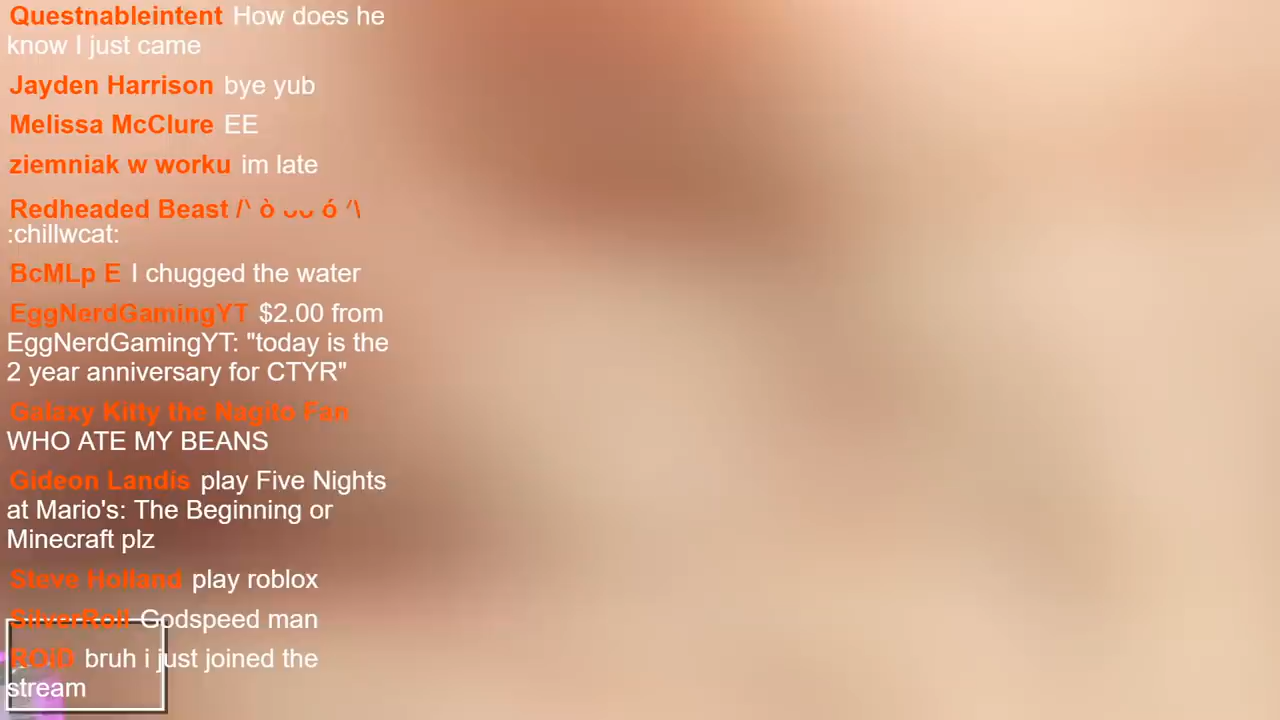 Questnableintent How does he
know I just came
Jayden Harrison bye yub
Melissa McClure EE
ziemniak w worku im late
Redheaded Beast /ᐠ ò ᴗᴗ ó ᐟ\
:chillwcat:
BcMLp E I chugged the water
EggNerdGamingYT $2.00 from
EggNerdGamingYT: "today is the
2 year anniversary for CTYR"
Galaxy Kitty the Nagito Fan
WHO ATE MY BEANS
Gideon Landis play Five Nights
at Mario's: The Beginning or
Minecraft plz
Steve Holland play roblox
SilverRoll Godspeed man
ROiD bruh i just joined the
stream